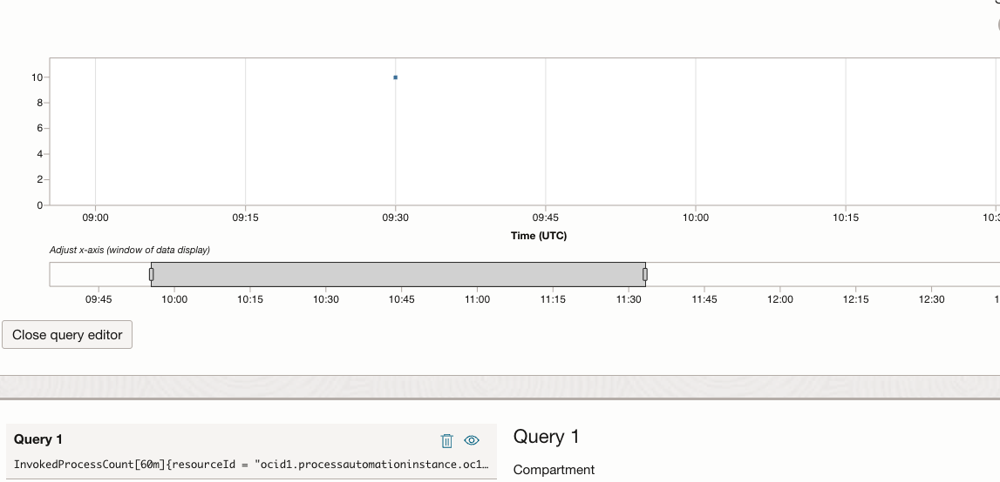 10
8
6
4
2
0
09:00 09:15 09:30 09:45 10:00 10:15
Time (UTC)
Adjust x-axis (window of data display)
09:45 10:00 10:15 10:30 10:45 11:00 11:15 11:30 11:45 12:00 12:15 12:30
Close query editor
Query 1
InvokedProcessCount[60m]{resourceId = "ocid1.processautomationinstance.oc1…
Query 1
Compartment